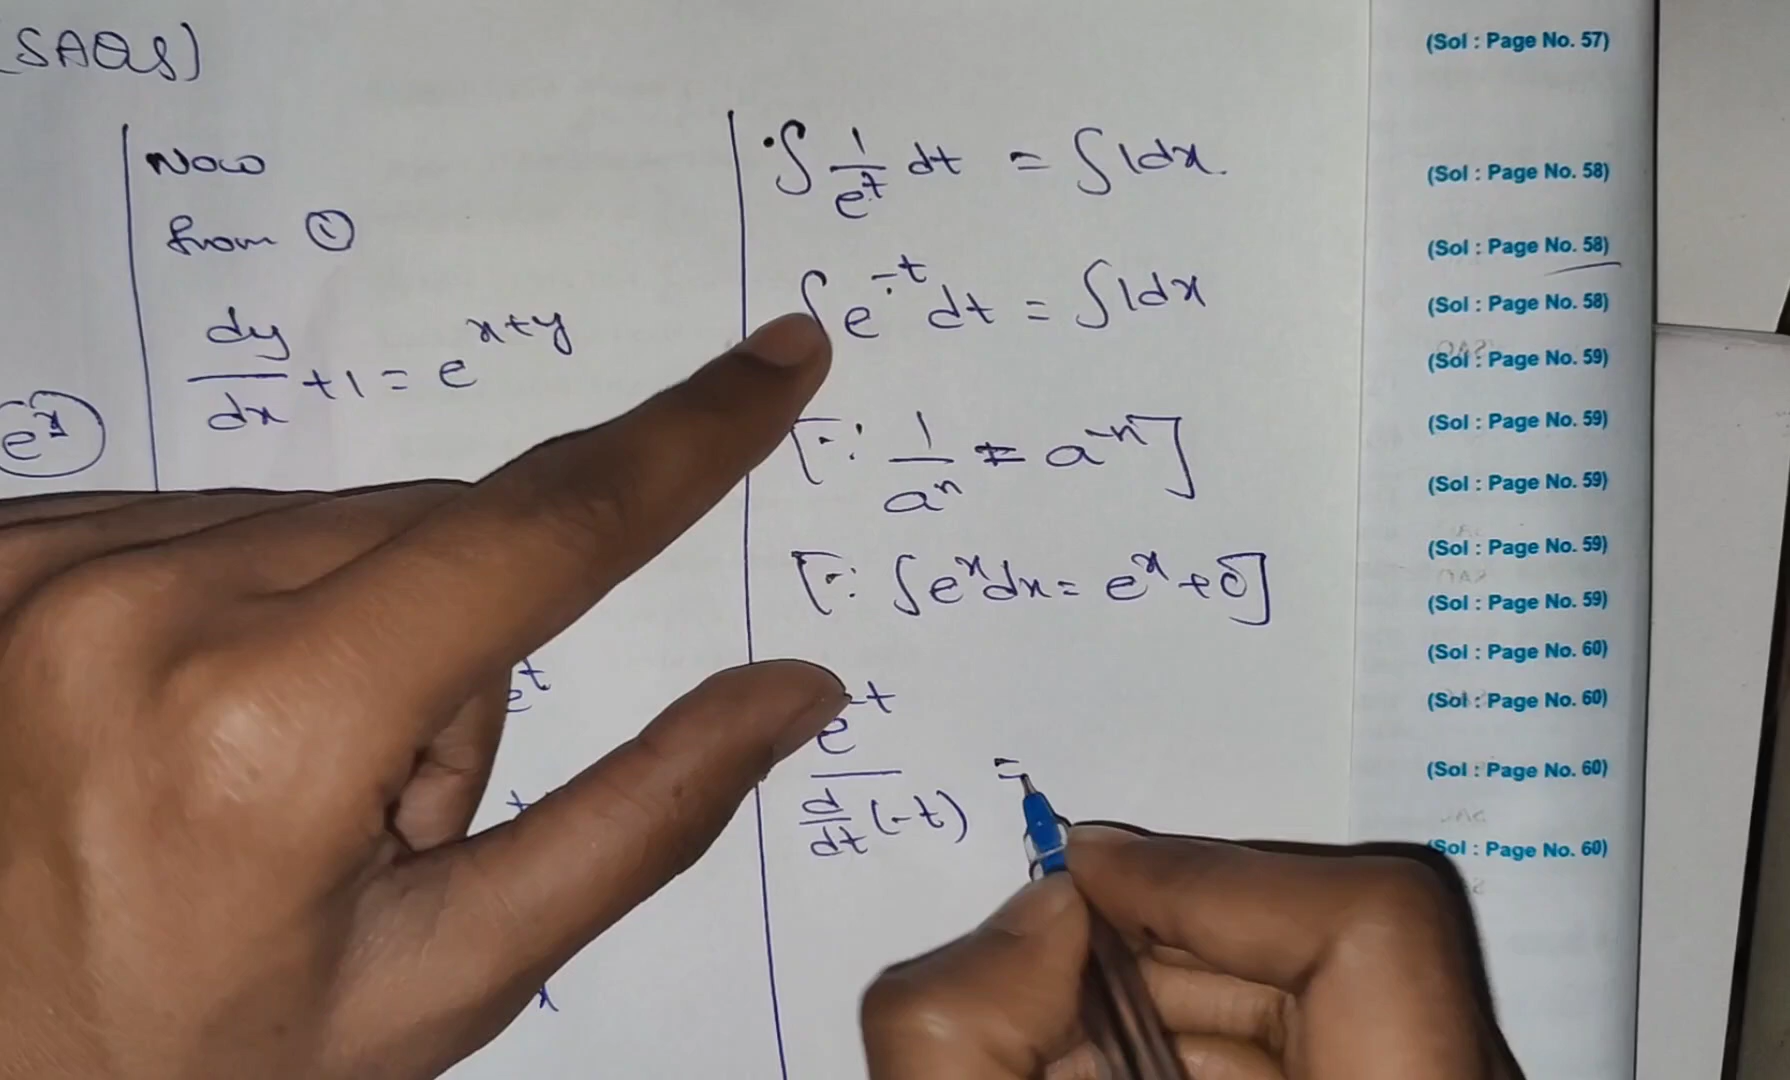 (SAQS)
Now
from ①
dy/dx + 1 = e^{x+y}
e^x
e^t
x
∫ 1/e^t dt = ∫ 1dx
∫ e^{-t} dt = ∫ 1dx
[∵ 1/a^n = a^{-n}]
[∵ ∫ e^x dx = e^x + c]
e^{-t} / d/dt (-t) =
(Sol : Page No. 57)
(Sol : Page No. 58)
(Sol : Page No. 58)
(Sol : Page No. 58)
(Sol : Page No. 59)
(Sol : Page No. 59)
(Sol : Page No. 59)
(Sol : Page No. 59)
(Sol : Page No. 59)
(Sol : Page No. 60)
(Sol : Page No. 60)
(Sol : Page No. 60)
(Sol : Page No. 60)